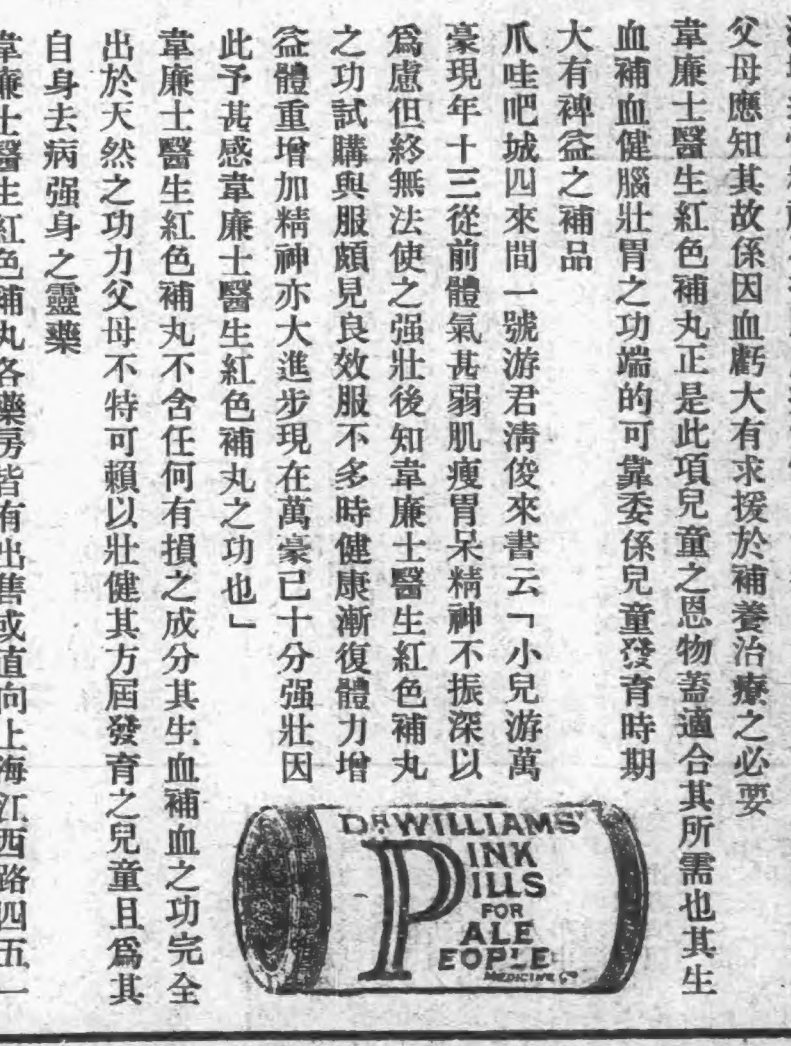 父母應知其故係因血虧大有求援於補養治療之必要
韋廉士醫生紅色補丸正是此項兒童之恩物蓋適合其所需也其生
血補血健腦壯胃之功端的可靠委係兒童發育時期
大有裨益之補品
爪哇吧城四來間一號游君淸俊來書云「小兒游萬
豪現年十三從前體氣甚弱肌瘦胃呆精神不振深以
爲慮但終無法使之强壯後知韋廉士醫生紅色補丸
之功試購與服頗見良效服不多時健康漸復體力增
益體重增加精神亦大進步現在萬豪已十分强壯因
此予甚感韋廉士醫生紅色補丸之功也」
韋廉士醫生紅色補丸不含任何有損之成分其生血補血之功完全
出於天然之功力父母不特可賴以壯健其方屆發育之兒童且爲其
自身去病强身之靈藥
韋廉士醫生紅色補丸各藥房皆有出售或直向上海江西路四五一
DR WILLIAMS'
PINK
PILLS
FOR
PALE
PEOPLE
MEDICINE Co